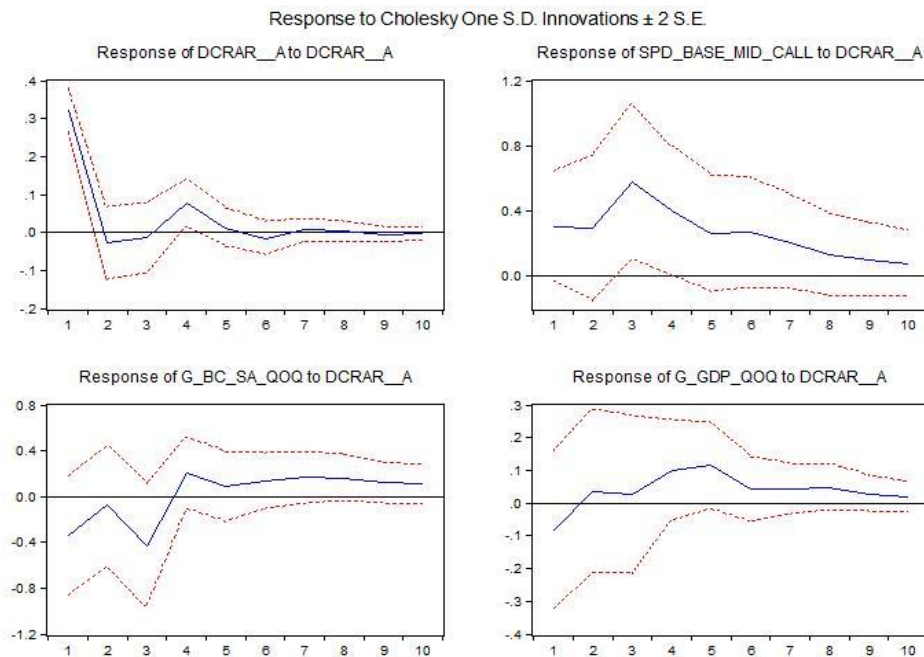 Response to Cholesky One S.D. Innovations ± 2 S.E.
Response of DCRAR__A to DCRAR__A
.4
.3
.2
.1
.0
-.1
-.2
1 2 3 4 5 6 7 8 9 10
Response of SPD_BASE_MID_CALL to DCRAR__A
1.2
0.8
0.4
0.0
1 2 3 4 5 6 7 8 9 10
Response of G_BC_SA_QOQ to DCRAR__A
0.8
0.4
0.0
-0.4
-0.8
-1.2
1 2 3 4 5 6 7 8 9 10
Response of G_GDP_QOQ to DCRAR__A
.3
.2
.1
.0
-.1
-.2
-.3
-.4
1 2 3 4 5 6 7 8 9 10